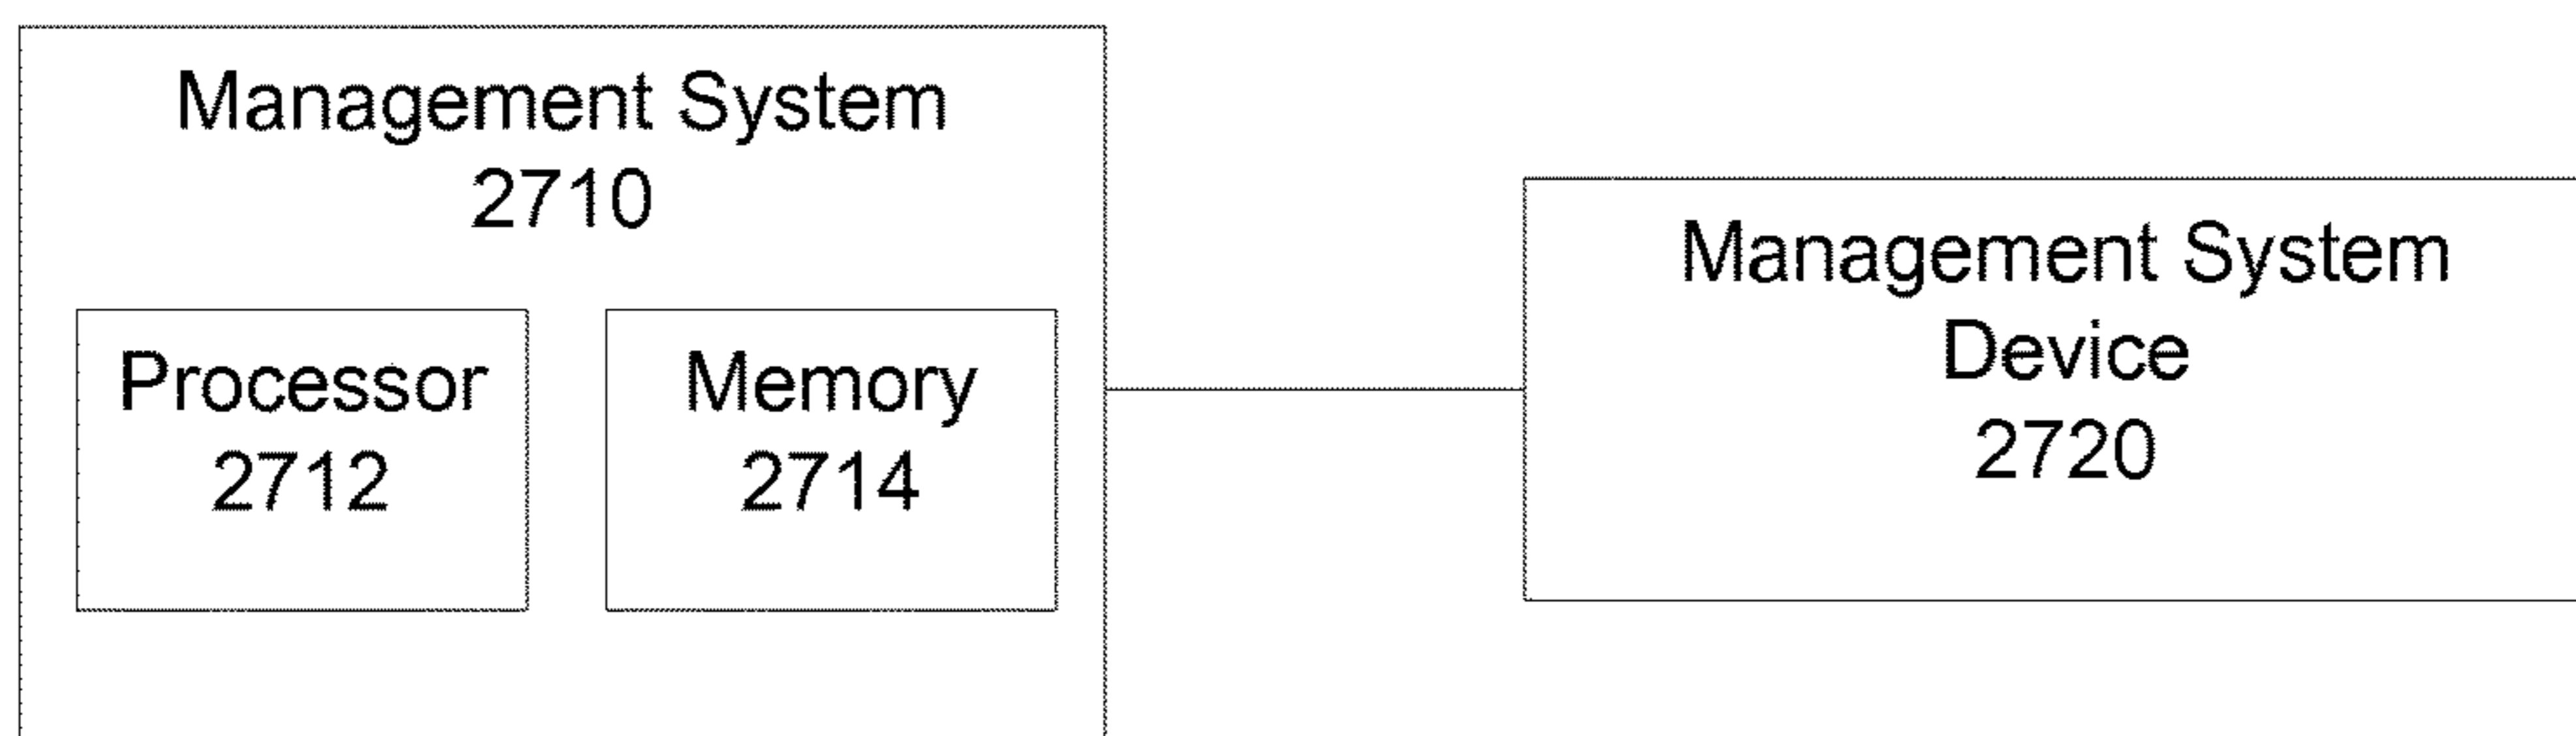 Management System
2710
Processor
2712
Memory
2714
Management System
Device
2720